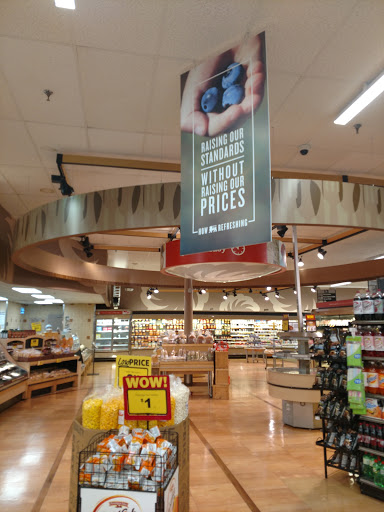 RAISING OUR
STANDARDS
WITHOUT
RAISING OUR
PRICES
NOW REFRESHING
PRICE
WOW!
$1